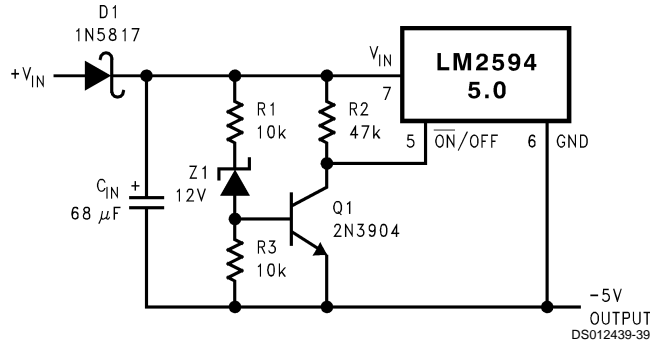 D1
1N5817
+VIN
VIN
7
LM2594
5.0
R1
10k
R2
47k
5
ON/OFF
6
GND
Z1
12V
CIN
+
68 μF
Q1
2N3904
R3
10k
–5V
OUTPUT
DS012439-39